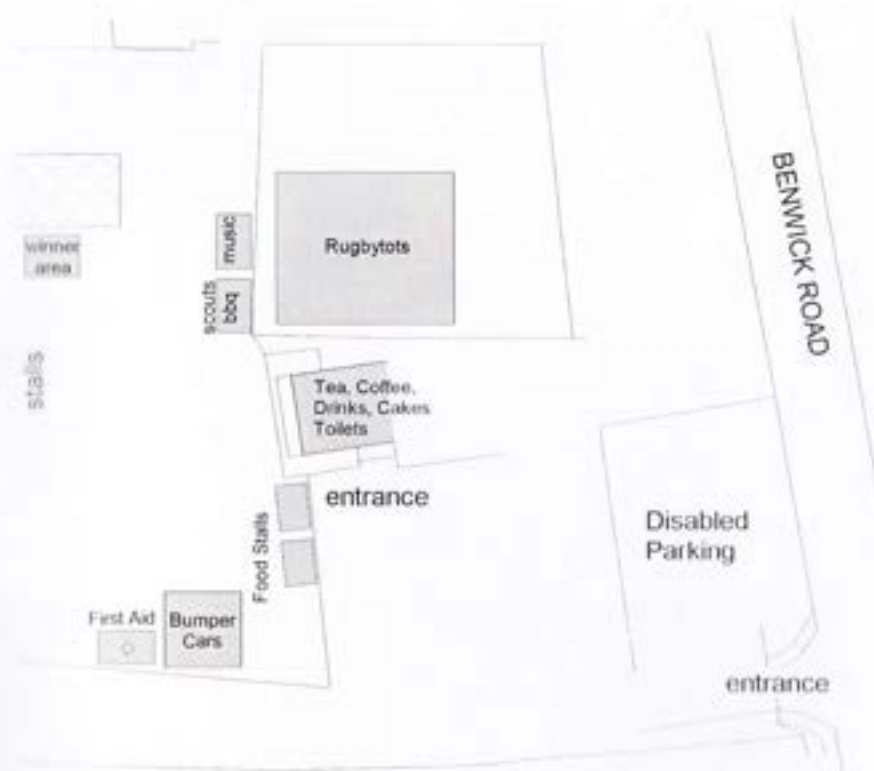 BENWICK ROAD
music
Rugbytots
winner
area
scouts
bbq
stalls
Tea, Coffee,
Drinks, Cakes
Toilets
entrance
Food Stalls
Disabled
Parking
First Aid
Bumper
Cars
entrance